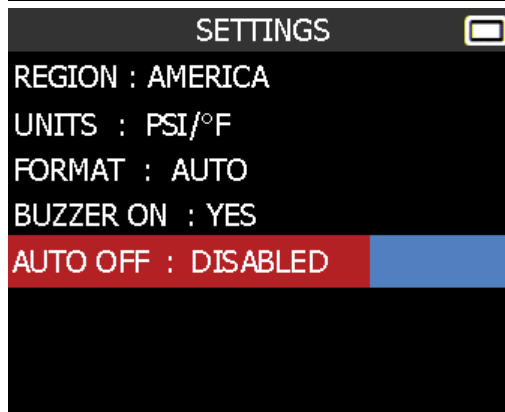 SETTINGS
REGION : AMERICA
UNITS : PSI/°F
FORMAT : AUTO
BUZZER ON : YES
AUTO OFF : DISABLED